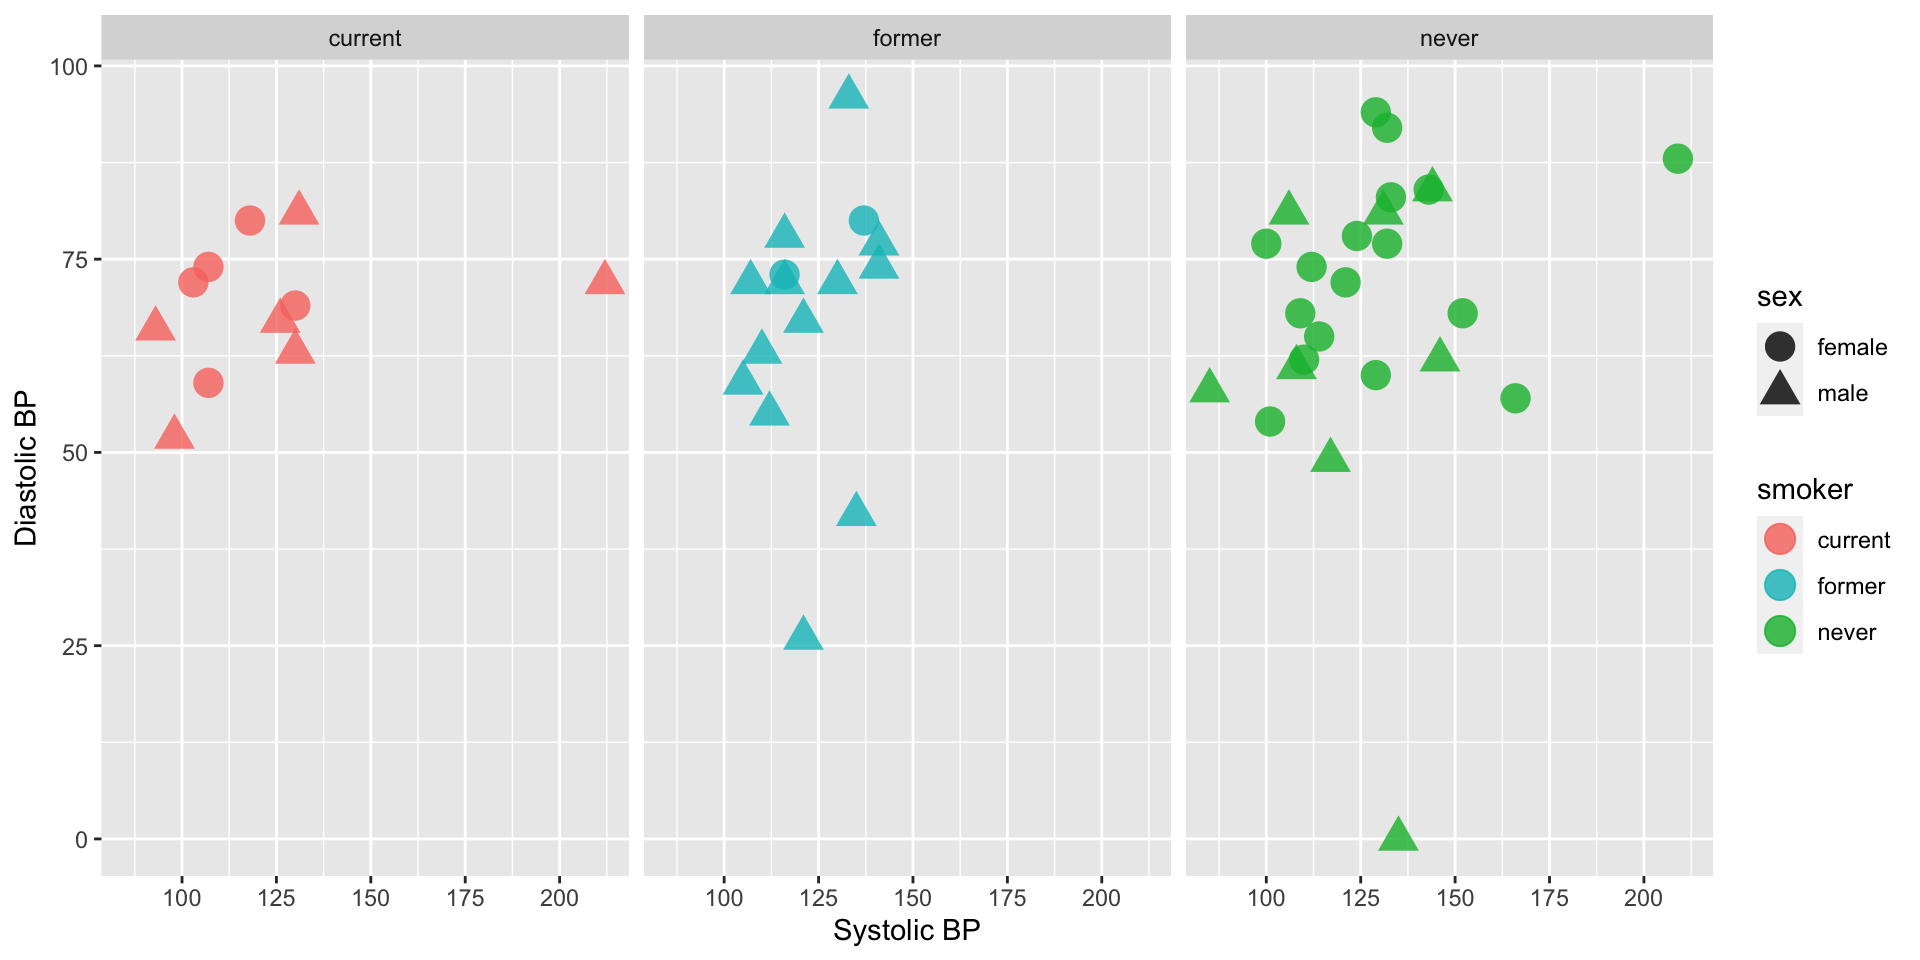 current former never
100
75
50
25
0
Diastolic BP
100 125 150 175 200 100 125 150 175 200 100 125 150 175 200
Systolic BP
sex
female
male
smoker
current
former
never